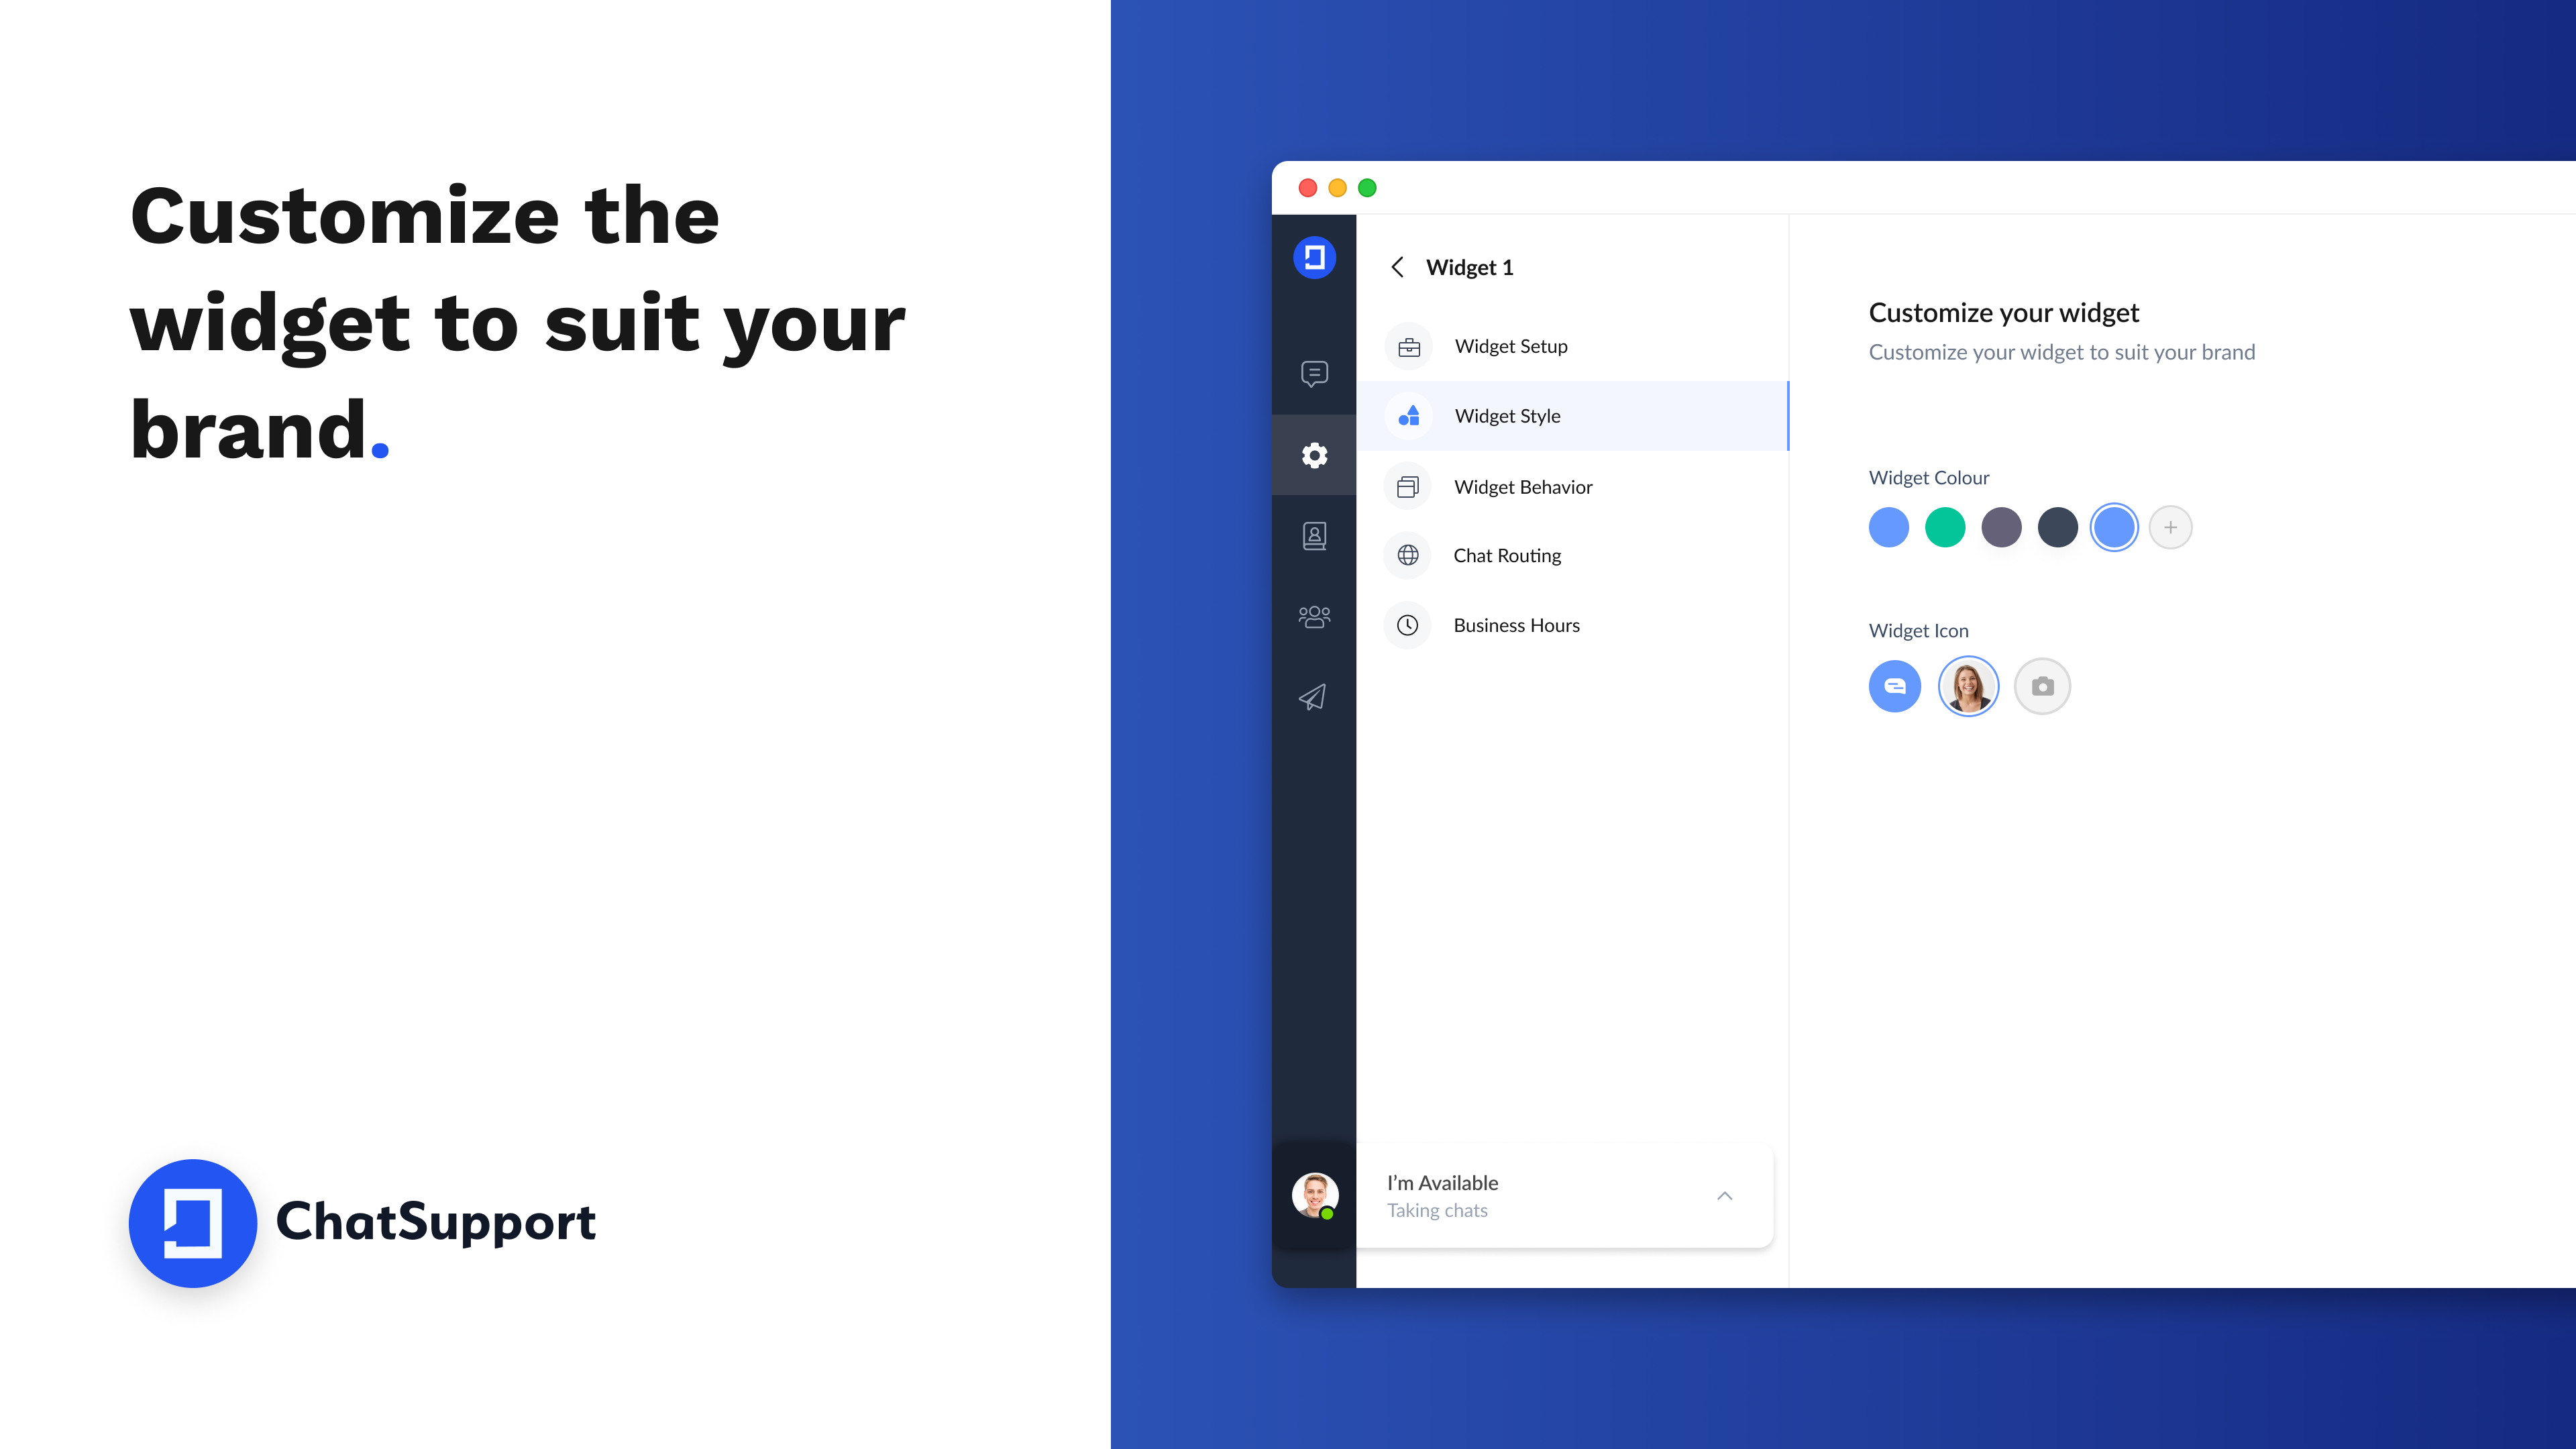 Customize the
widget to suit your
brand.
ChatSupport
Widget 1
Widget Setup
Widget Style
Widget Behavior
Chat Routing
Business Hours
I'm Available
Taking chats
Customize your widget
Customize your widget to suit your brand
Widget Colour
Widget Icon